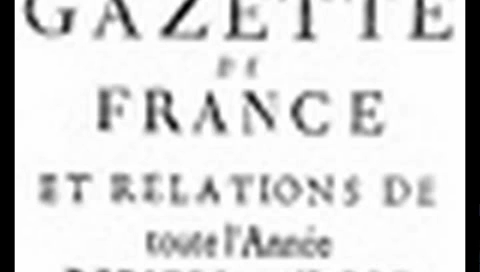 GAZETTE
DE
FRANCE
ET RELATIONS DE
toute l'Année